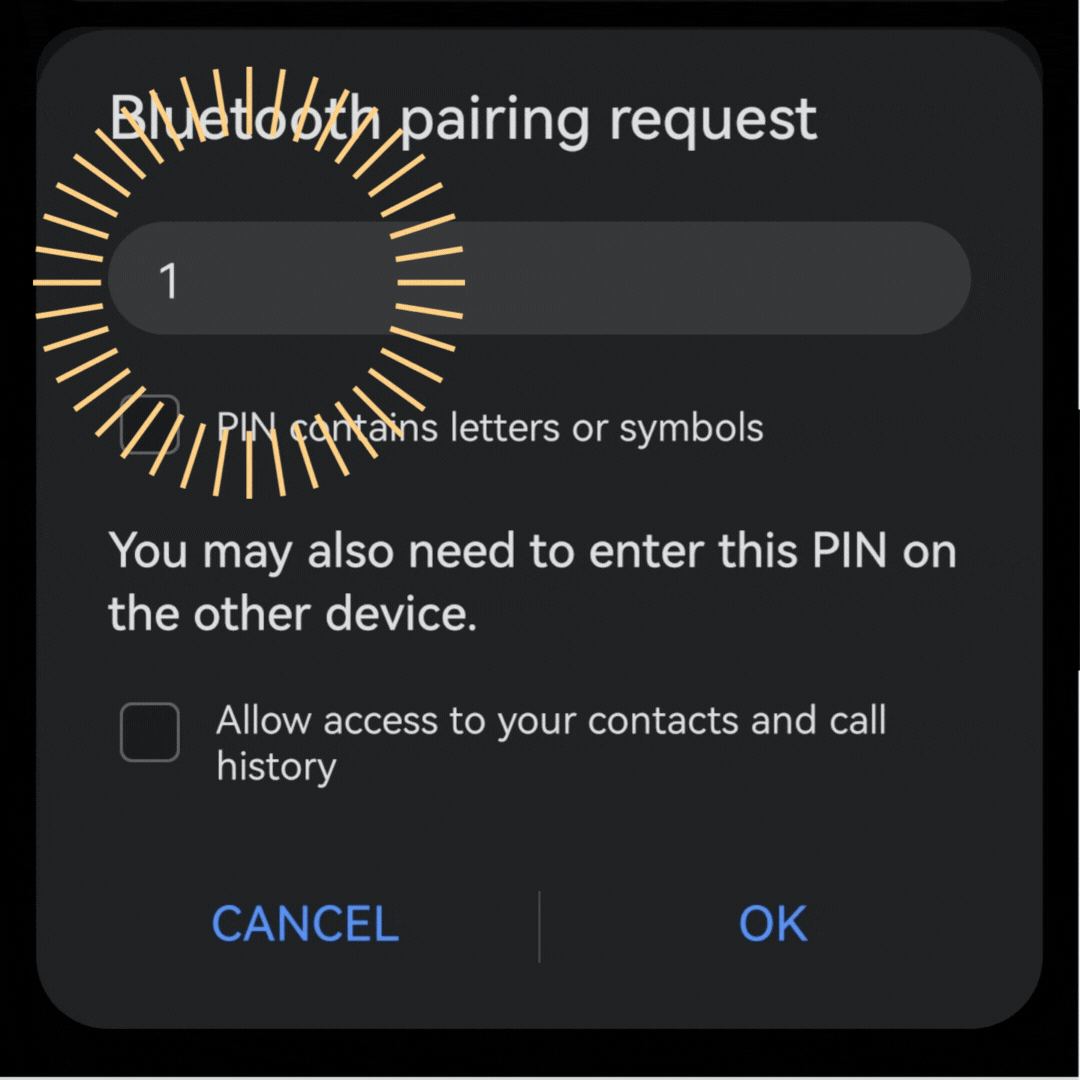 Bluetooth pairing request
1
PIN contains letters or symbols
You may also need to enter this PIN on
the other device.
Allow access to your contacts and call
history
CANCEL
OK